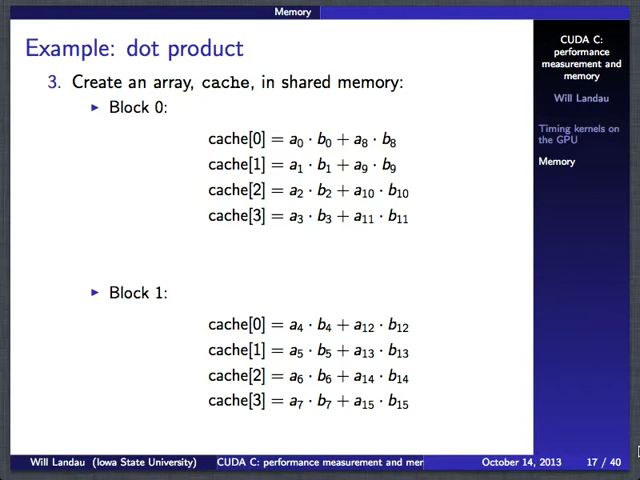 Memory
Example: dot product
3. Create an array, cache, in shared memory:
▶ Block 0:
cache[0] = a₀ · b₀ + a₈ · b₈
cache[1] = a₁ · b₁ + a₉ · b₉
cache[2] = a₂ · b₂ + a₁₀ · b₁₀
cache[3] = a₃ · b₃ + a₁₁ · b₁₁
▶ Block 1:
cache[0] = a₄ · b₄ + a₁₂ · b₁₂
cache[1] = a₅ · b₅ + a₁₃ · b₁₃
cache[2] = a₆ · b₆ + a₁₄ · b₁₄
cache[3] = a₇ · b₇ + a₁₅ · b₁₅
CUDA C:
performance
measurement and
memory
Will Landau
Timing kernels on
the GPU
Memory
Will Landau (Iowa State University) CUDA C: performance measurement and mer October 14, 2013 17 / 40